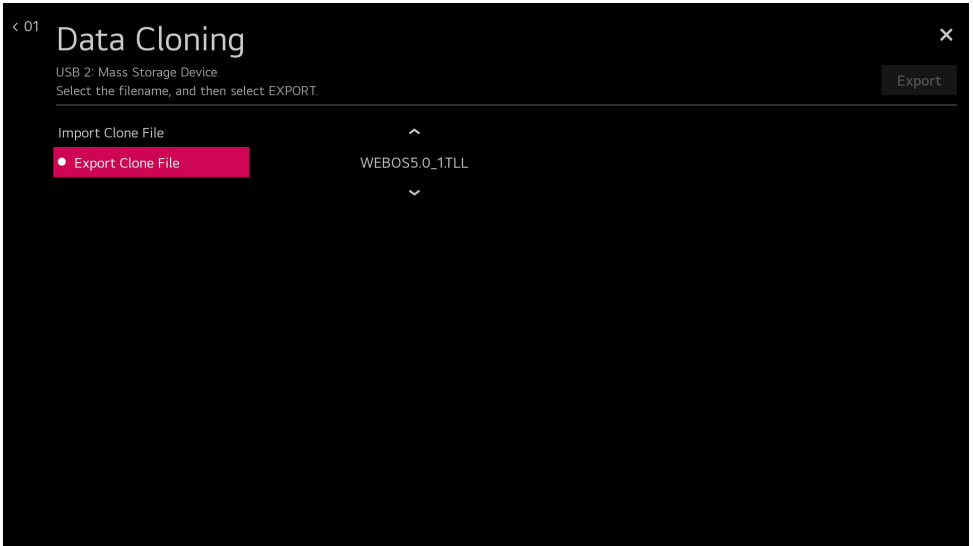 < 01
Data Cloning
USB 2: Mass Storage Device
Select the filename, and then select EXPORT.
Export
Import Clone File
Export Clone File
WEBOS5.0_1.TLL